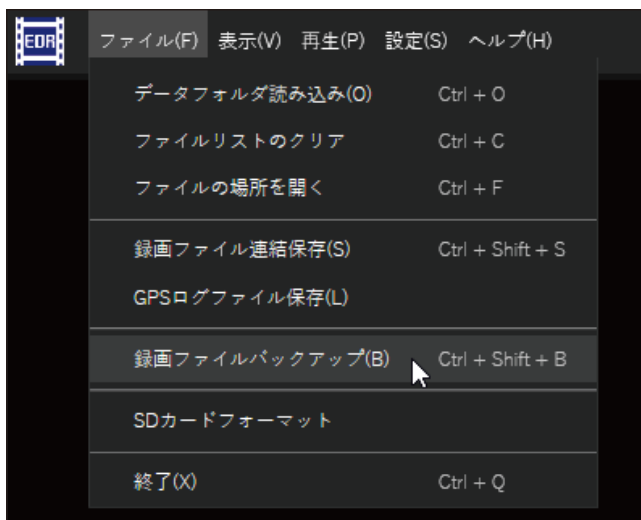 EDR ファイル(F) 表示(V) 再生(P) 設定(S) ヘルプ(H)
データフォルダ読み込み(O) Ctrl + O
ファイルリストのクリア Ctrl + C
ファイルの場所を開く Ctrl + F
録画ファイル連結保存(S) Ctrl + Shift + S
GPSログファイル保存(L)
録画ファイルバックアップ(B) Ctrl + Shift + B
SDカードフォーマット
終了(X) Ctrl + Q